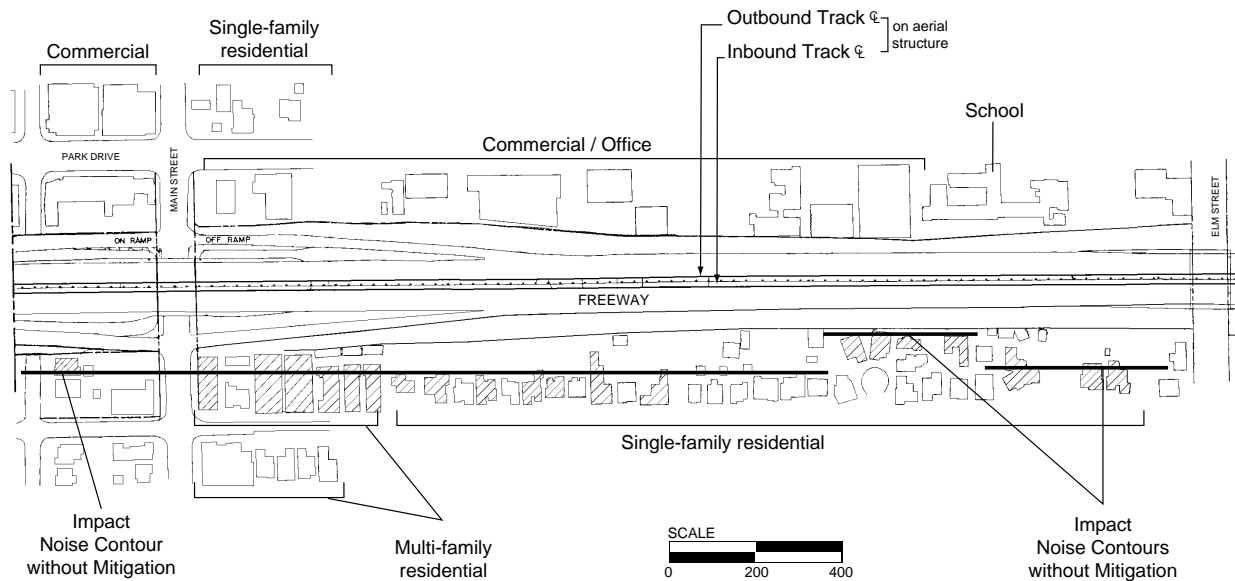 Outbound Track ℄
on aerial
structure
Inbound Track ℄
Single-family
residential
Commercial
School
Commercial / Office
PARK DRIVE
MAIN STREET
ELM STREET
ON RAMP
OFF RAMP
FREEWAY
Single-family residential
Impact
Noise Contour
without Mitigation
Multi-family
residential
SCALE
0 200 400
Impact
Noise Contours
without Mitigation